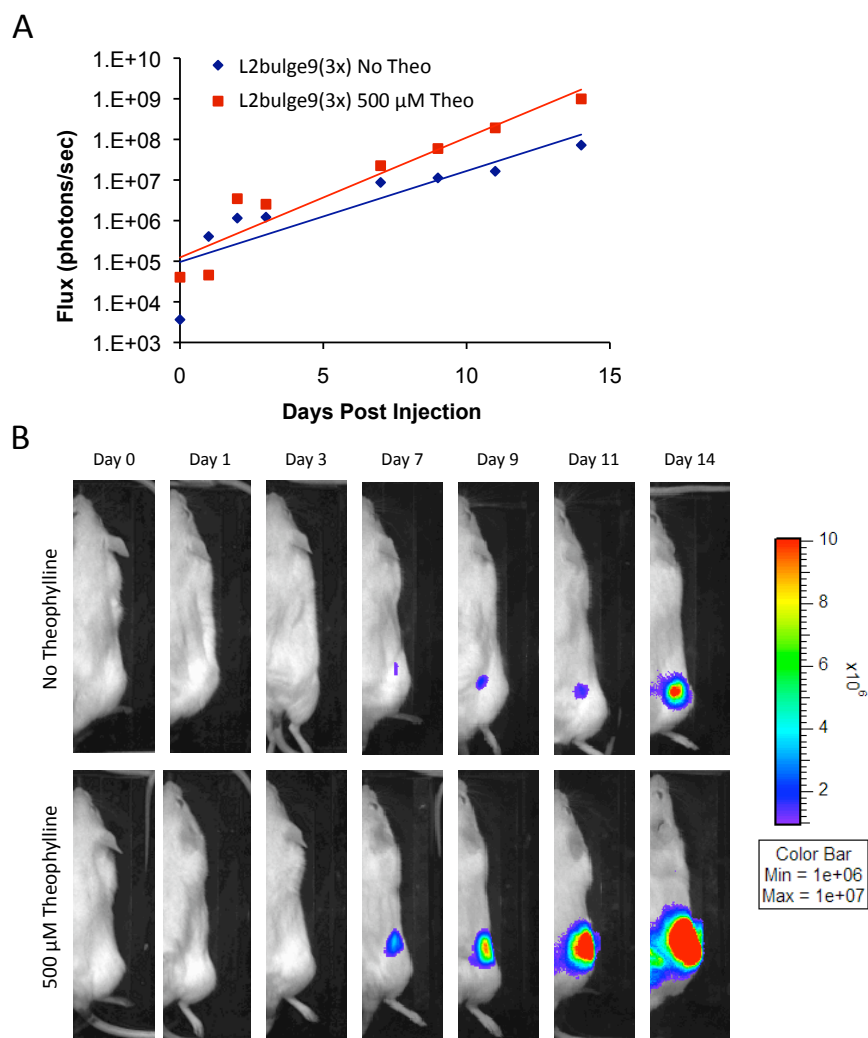 A
1.E+10
1.E+09
1.E+08
1.E+07
1.E+06
1.E+05
1.E+04
1.E+03
Flux (photons/sec)
L2bulge9(3x) No Theo
L2bulge9(3x) 500 µM Theo
0
5
10
15
Days Post Injection
B
Day 0
Day 1
Day 3
Day 7
Day 9
Day 11
Day 14
No Theophylline
500 µM Theophylline
10
8
6
4
2
x10⁶
Color Bar
Min = 1e+06
Max = 1e+07